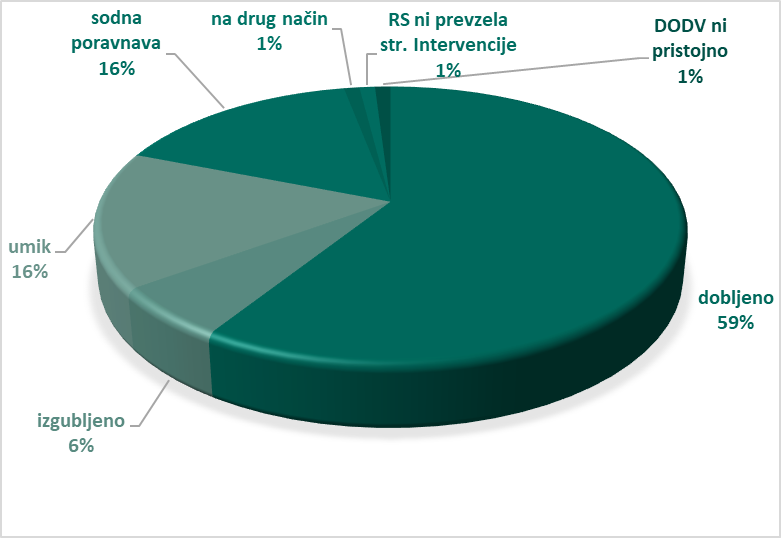 sodna
poravnava
16%
na drug način
1%
RS ni prevzela
str. Intervencije
1%
DODV ni
pristojno
1%
umik
16%
dobljeno
59%
izgubljeno
6%